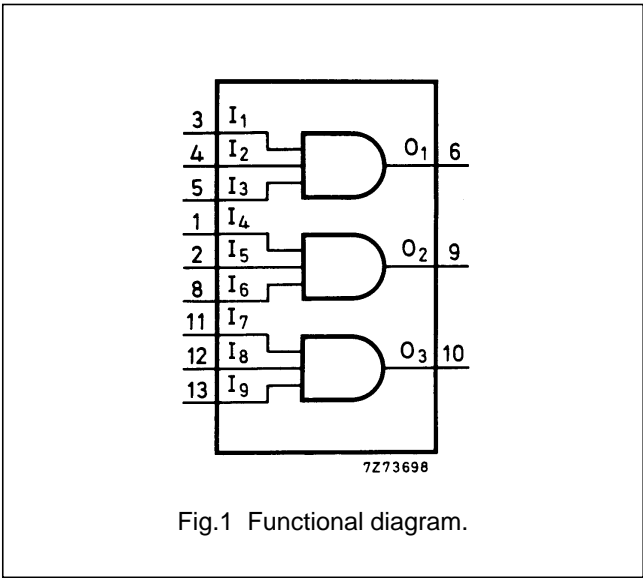 3 I1
4 I2 O1 6
5 I3
1 I4
2 I5 O2 9
8 I6
11 I7
12 I8 O3 10
13 I9
7Z73698
Fig.1 Functional diagram.